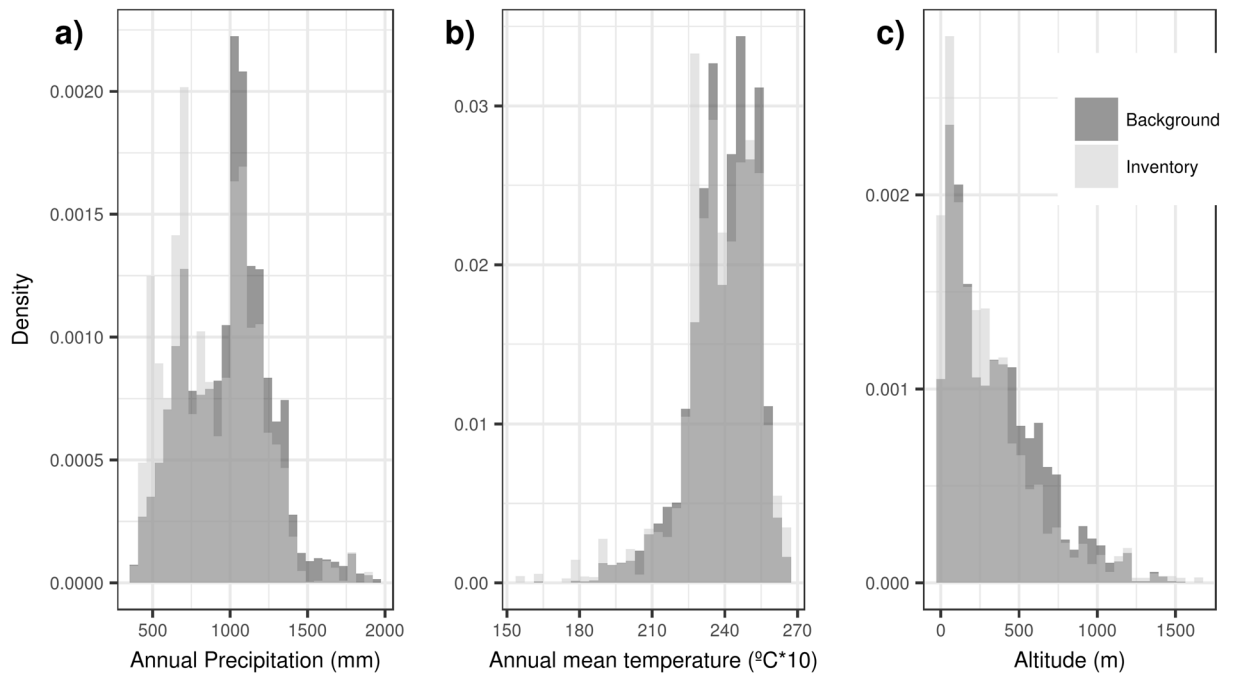 a)
b)
c)
Density
0.0020
0.0015
0.0010
0.0005
0.0000
500 1000 1500 2000
Annual Precipitation (mm)
0.03
0.02
0.01
0.00
150 180 210 240 270
Annual mean temperature (ºC*10)
0.002
0.001
0.000
0 500 1000 1500
Altitude (m)
Background
Inventory